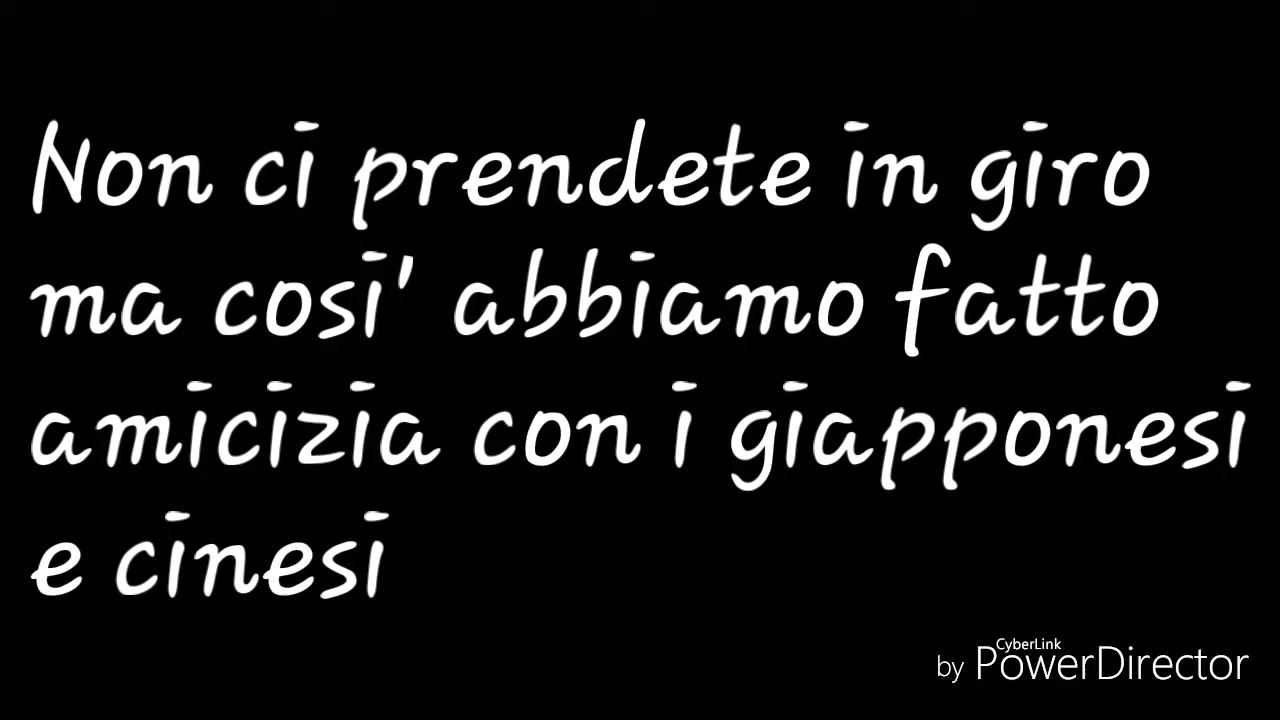 Non ci prendete in giro
ma cosi' abbiamo fatto
amicizia con i giapponesi
e cinesi
CyberLink
by PowerDirector